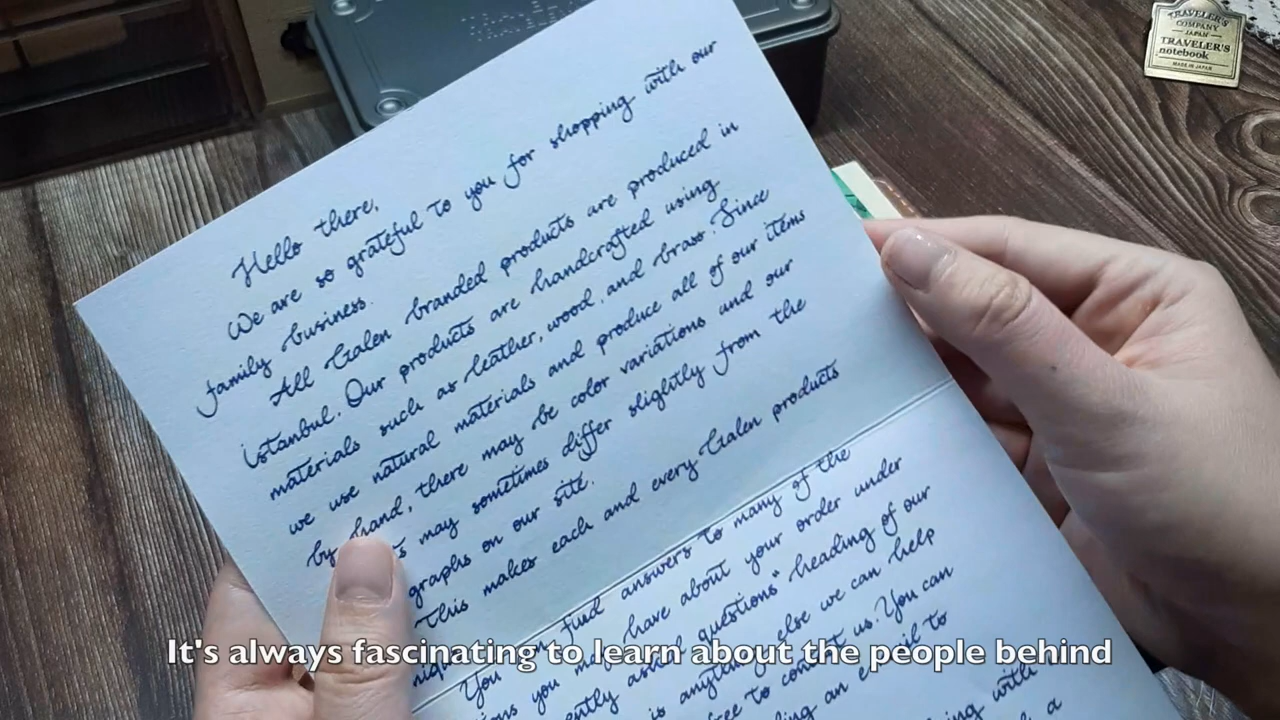 TRAVELER'S
COMPANY
JAPAN
TRAVELER'S
notebook
MADE IN JAPAN
Hello there,
We are so grateful to you for shopping with our
family business.
All Galen branded products are produced in
İstanbul. Our products are handcrafted using
materials such as leather, wood, and brass. Since
we use natural materials and produce all of our items
by hand, there may be color variations and our
may sometimes differ slightly from the
graphs on our site.
This makes each and every Galen products
You find answers to many of the
you may have about your order under
asked questions" heading of our
is anything else we can help
to contact us. You can
an email to
with
a
It's always fascinating to learn about the people behind